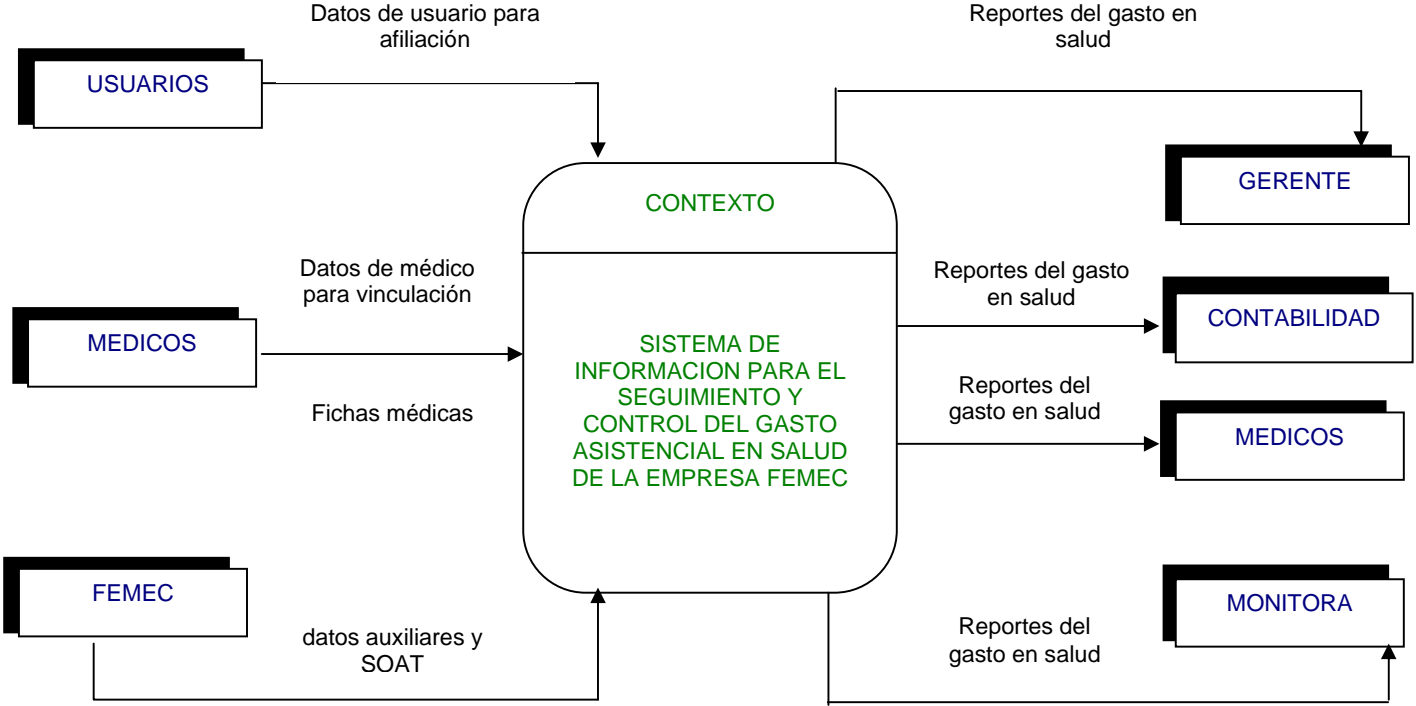 Datos de usuario para
afiliación
Reportes del gasto en
salud
USUARIOS
GERENTE
CONTEXTO
Datos de médico
para vinculación
Reportes del gasto
en salud
MEDICOS
CONTABILIDAD
SISTEMA DE
INFORMACION PARA EL
SEGUIMIENTO Y
CONTROL DEL GASTO
ASISTENCIAL EN SALUD
DE LA EMPRESA FEMEC
Fichas médicas
Reportes del
gasto en salud
MEDICOS
FEMEC
MONITORA
datos auxiliares y
SOAT
Reportes del
gasto en salud